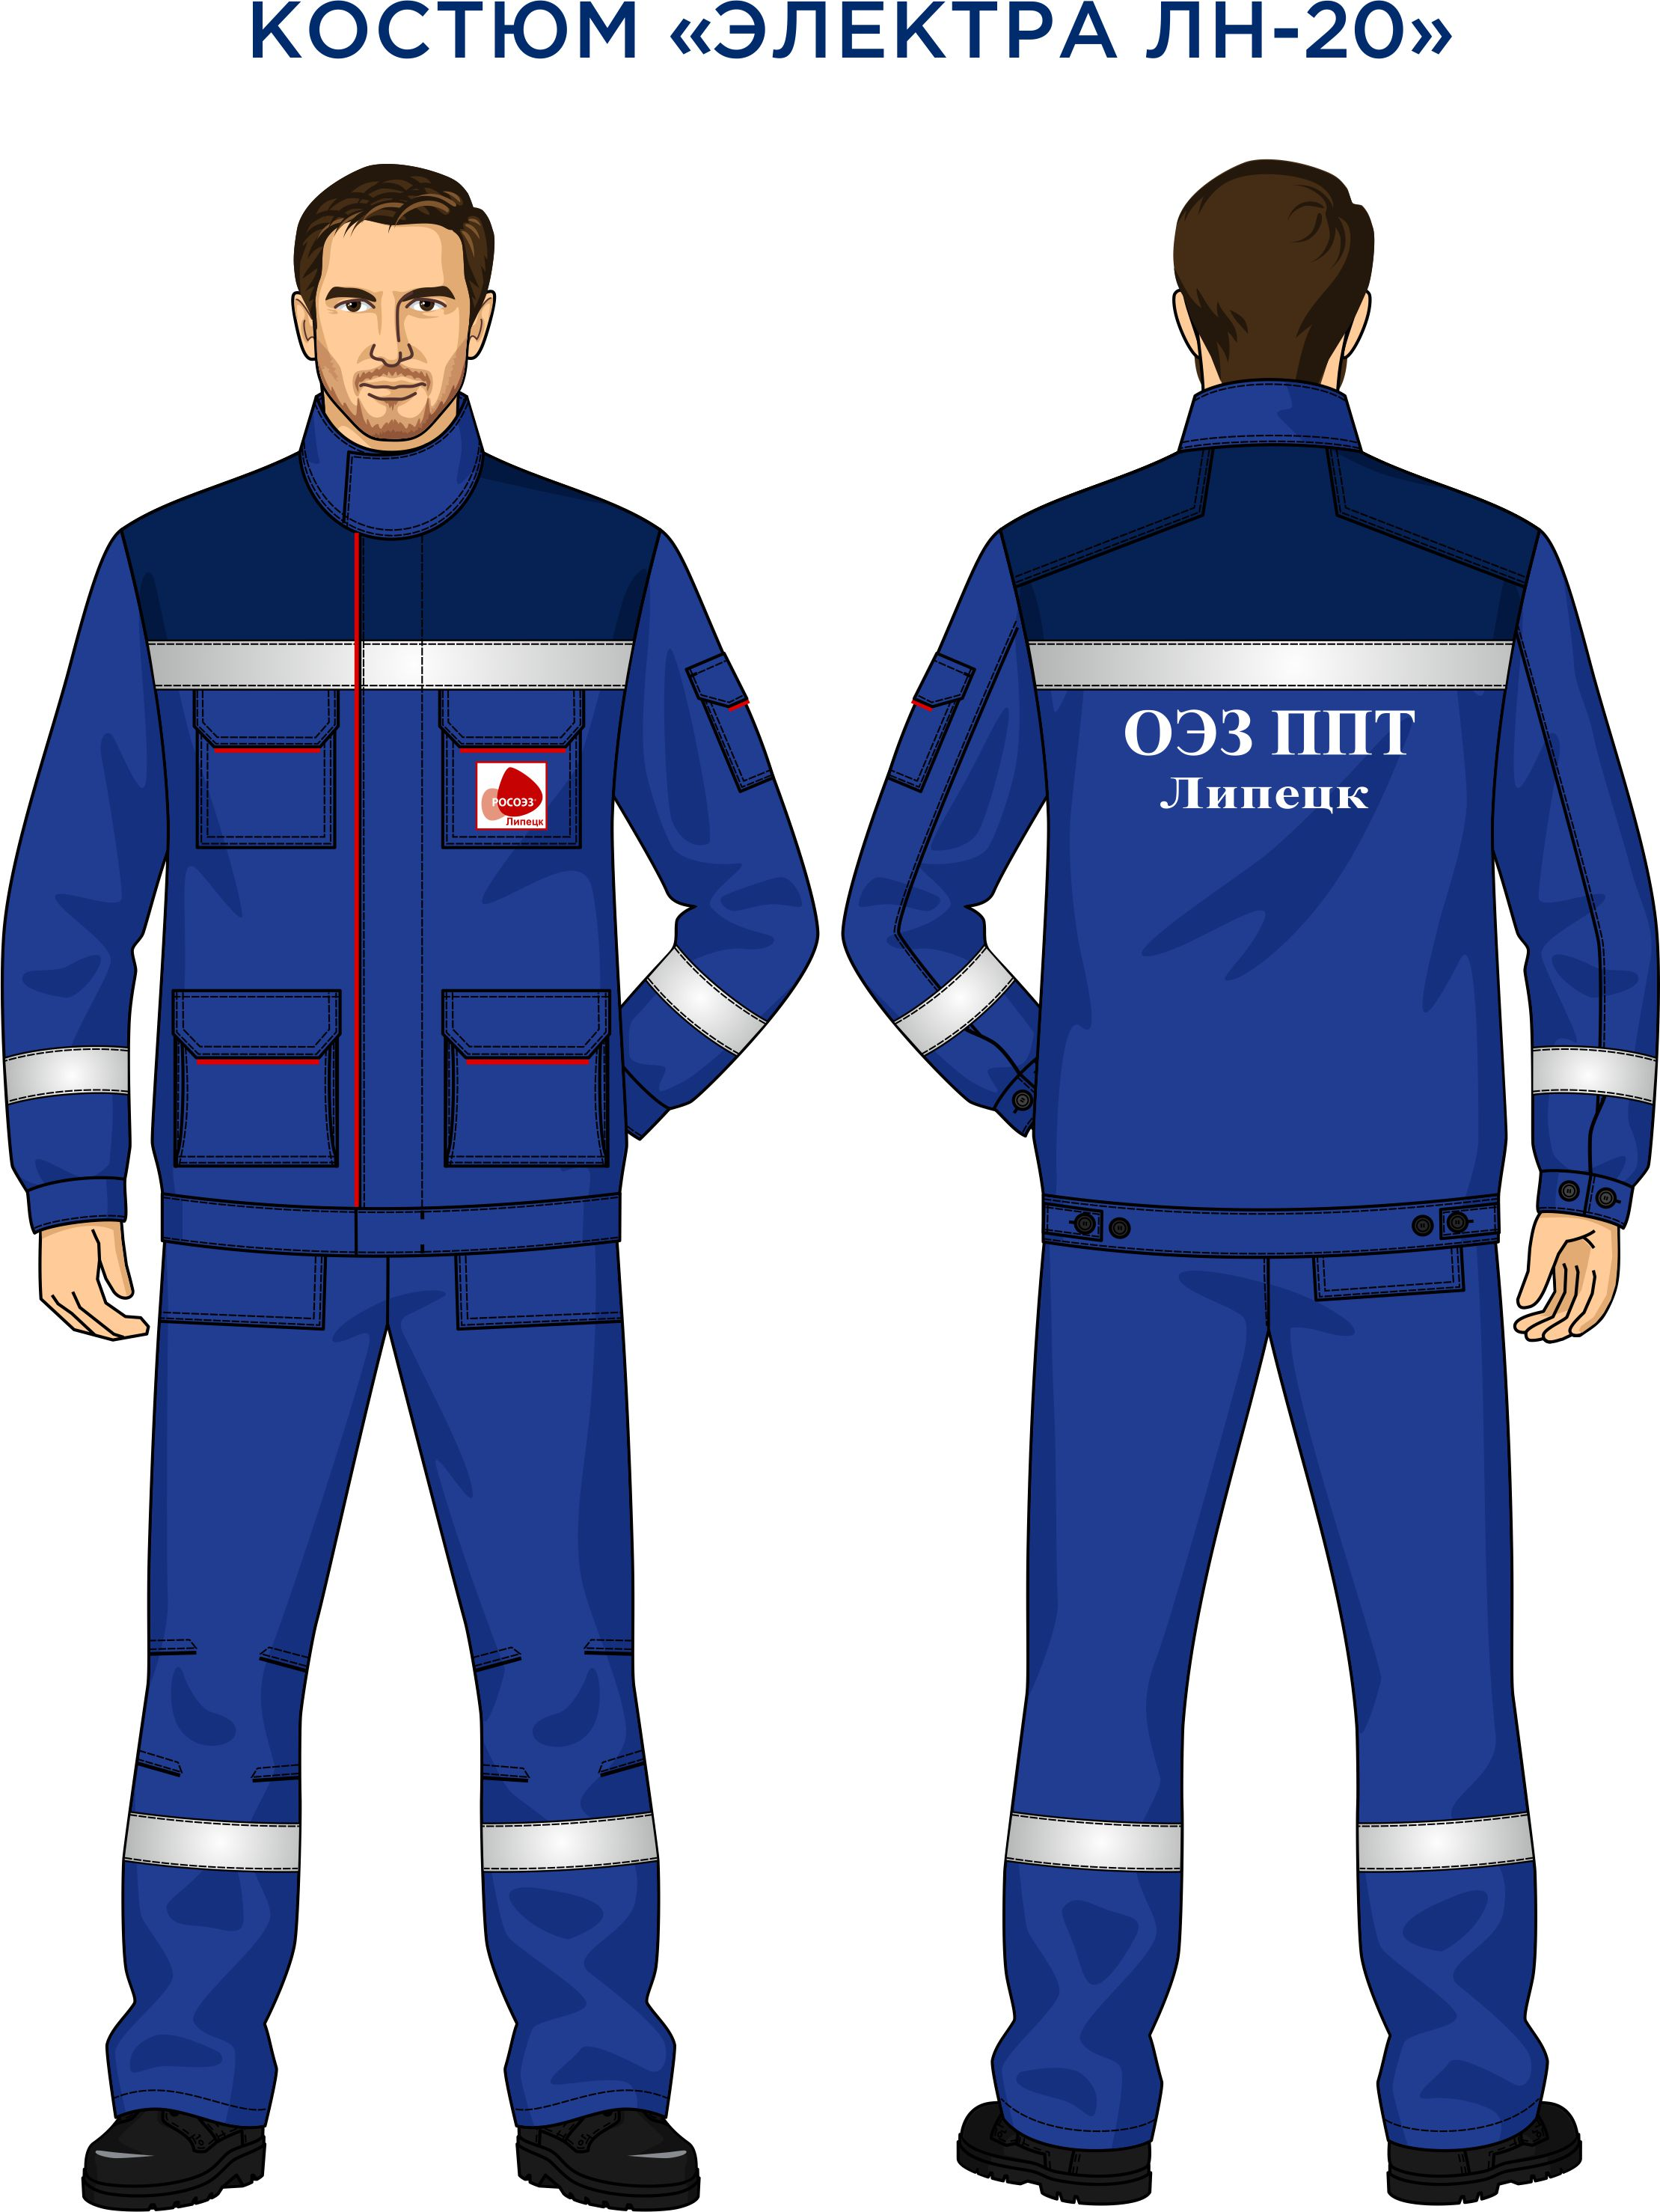 КОСТЮМ «ЭЛЕКТРА ЛН-20»
РОСОЭЗ
Липецк
ОЭЗ ППТ
Липецк